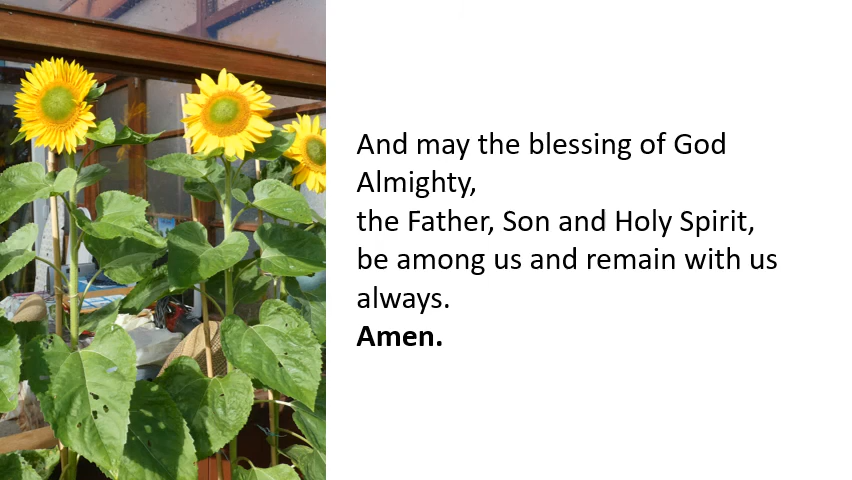 And may the blessing of God
Almighty,
the Father, Son and Holy Spirit,
be among us and remain with us
always.
Amen.